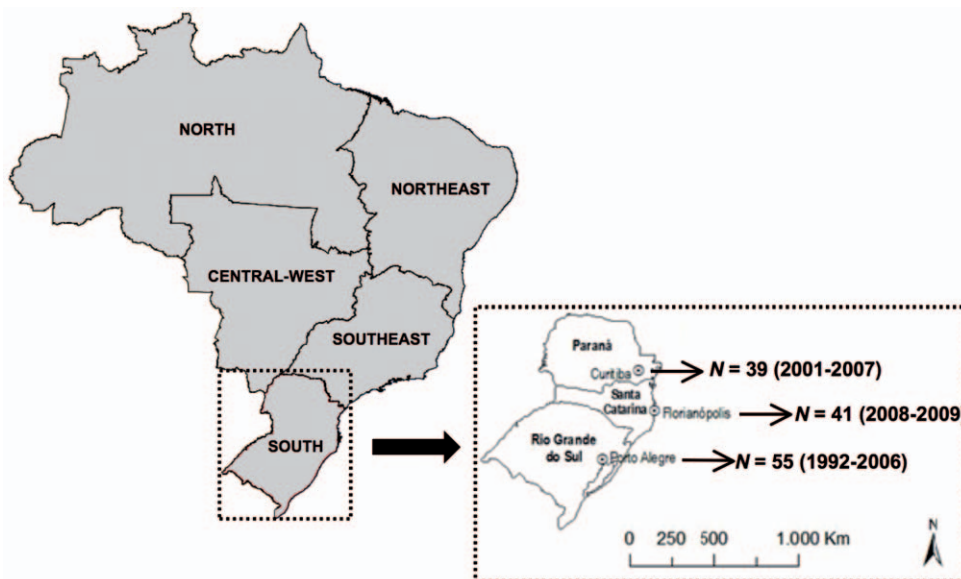 NORTH
NORTHEAST
CENTRAL-WEST
SOUTHEAST
SOUTH
Paraná
Curitiba
N = 39 (2001-2007)
Santa
Catarina
Florianópolis
N = 41 (2008-2009)
Rio Grande
do Sul
Porto Alegre
N = 55 (1992-2006)
0 250 500 1.000 Km
N